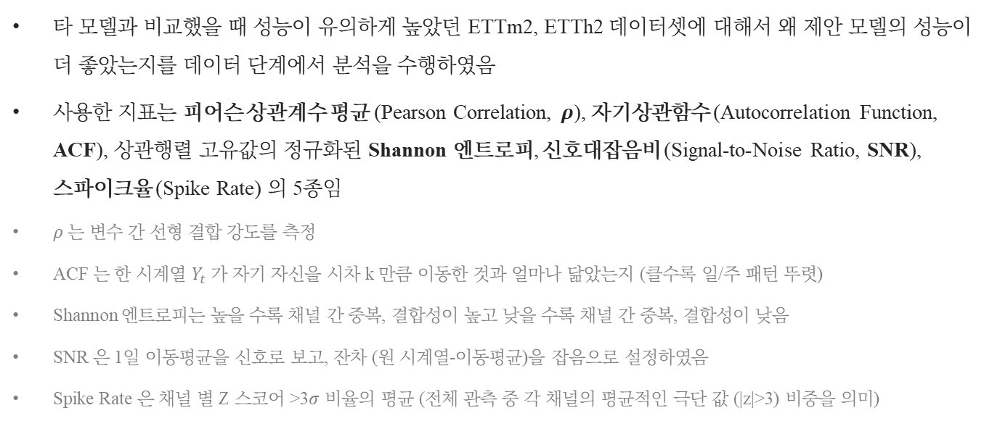 • 타 모델과 비교했을 때 성능이 유의하게 높았던 ETTm2, ETTh2 데이터셋에 대해서 왜 제안 모델의 성능이
더 좋았는지를 데이터 단계에서 분석을 수행하였음
• 사용한 지표는 피어슨상관계수평균(Pearson Correlation, ρ), 자기상관함수(Autocorrelation Function,
ACF), 상관행렬 고유값의 정규화된 Shannon 엔트로피, 신호대잡음비(Signal-to-Noise Ratio, SNR),
스파이크율(Spike Rate) 의 5종임
• ρ 는 변수 간 선형 결합 강도를 측정
• ACF 는 한 시계열 Yₜ 가 자기 자신을 시차 k 만큼 이동한 것과 얼마나 닮았는지 (클수록 일/주 패턴 뚜렷)
• Shannon 엔트로피는 높을 수록 채널 간 중복, 결합성이 높고 낮을 수록 채널 간 중복, 결합성이 낮음
• SNR 은 1일 이동평균을 신호로 보고, 잔차 (원 시계열-이동평균)을 잡음으로 설정하였음
• Spike Rate 은 채널 별 Z 스코어 >3σ 비율의 평균 (전체 관측 중 각 채널의 평균적인 극단 값 (|z|>3) 비중을 의미)